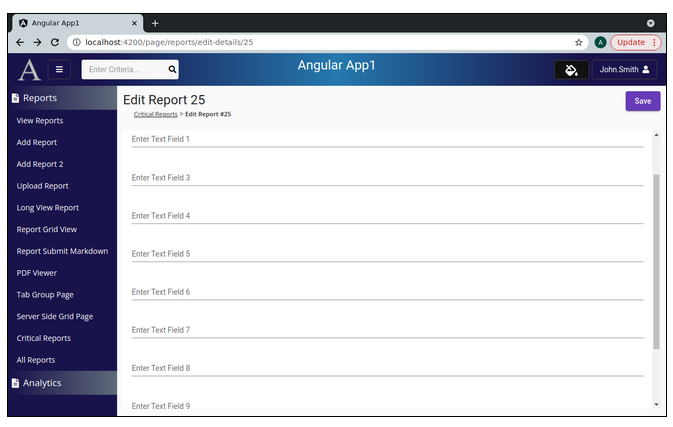 Angular App1
localhost:4200/page/reports/edit-details/25
A
Update
A
Enter Criteria...
Angular App1
John.Smith
Reports
View Reports
Add Report
Add Report 2
Upload Report
Long View Report
Report Grid View
Report Submit Markdown
PDF Viewer
Tab Group Page
Server Side Grid Page
Critical Reports
All Reports
Analytics
Edit Report 25
Save
Critical Reports > Edit Report #25
Enter Text Field 1
Enter Text Field 3
Enter Text Field 4
Enter Text Field 5
Enter Text Field 6
Enter Text Field 7
Enter Text Field 8
Enter Text Field 9